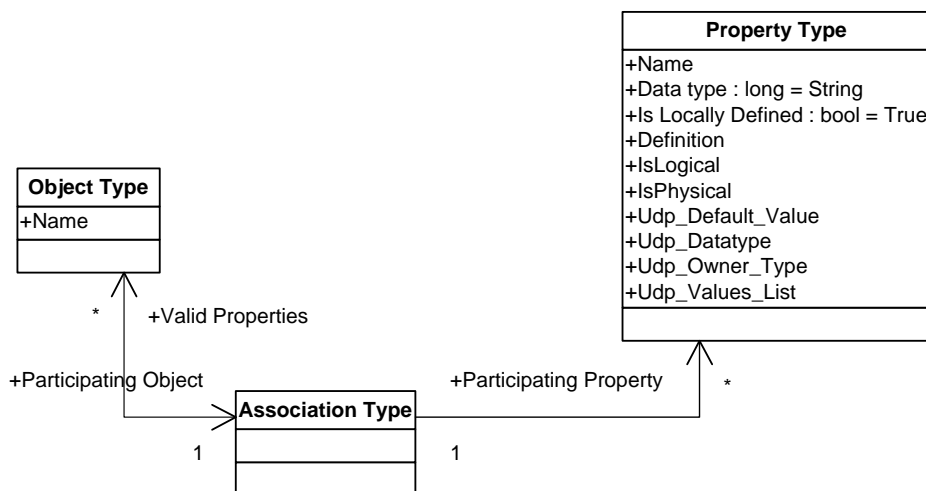 Property Type
+Name
+Data type : long = String
+Is Locally Defined : bool = True
+Definition
+IsLogical
+IsPhysical
+Udp_Default_Value
+Udp_Datatype
+Udp_Owner_Type
+Udp_Values_List
Object Type
+Name
*
+Valid Properties
+Participating Object
+Participating Property
*
Association Type
1
1